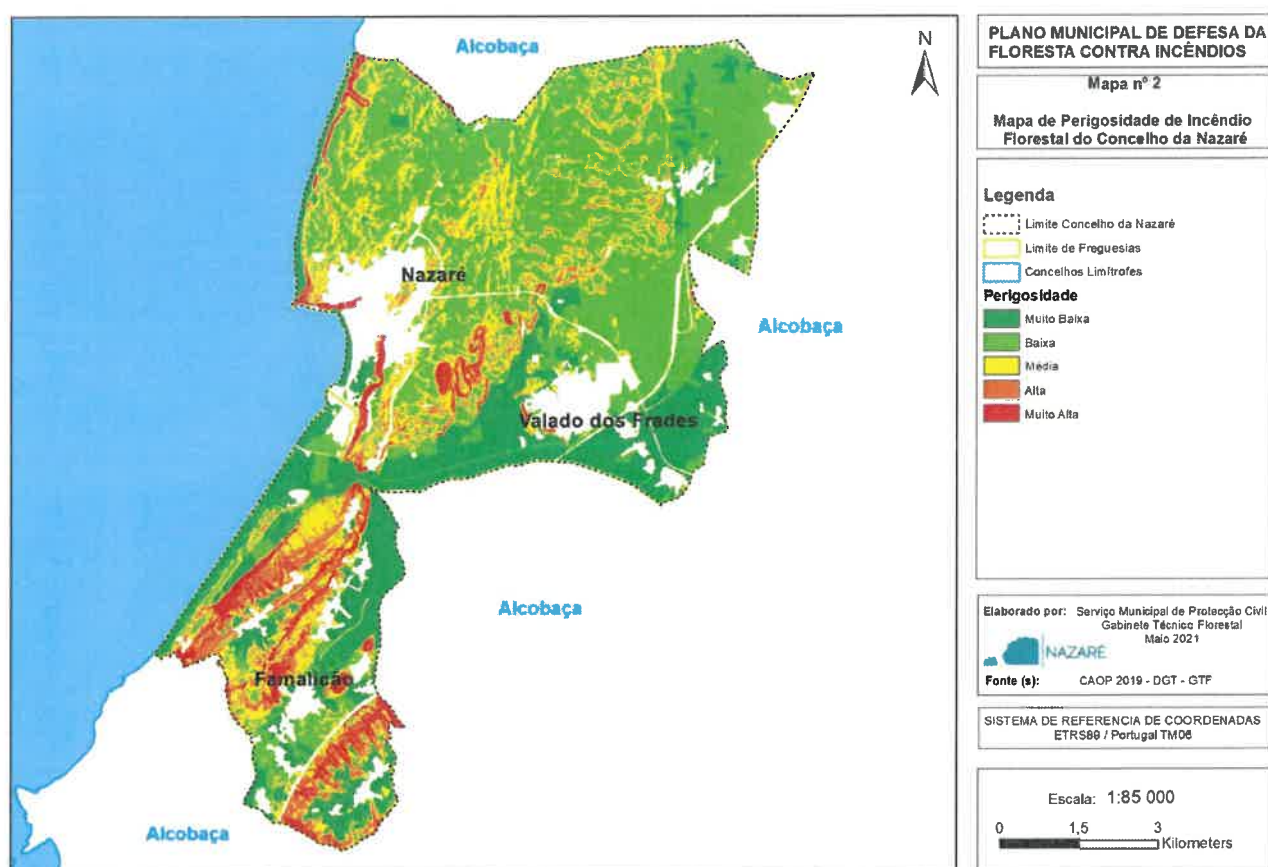 Alcobaça
N
Nazaré
Alcobaça
Valado dos Frades
Alcobaça
Famalicão
Alcobaça
PLANO MUNICIPAL DE DEFESA DA
FLORESTA CONTRA INCÊNDIOS
Mapa nº 2
Mapa de Perigosidade de Incêndio
Florestal do Concelho da Nazaré
Legenda
Limite Concelho da Nazaré
Limite de Freguesias
Concelhos Limítrofes
Perigosidade
Muito Baixa
Baixa
Média
Alta
Muito Alta
Elaborado por: Serviço Municipal de Protecção Civil
Gabinete Técnico Florestal
Maio 2021
NAZARÉ
Fonte (s): CAOP 2019 - DGT - GTF
SISTEMA DE REFERENCIA DE COORDENADAS
ETRS89 / Portugal TM06
Escala: 1:85 000
0 1,5 3
Kilometers